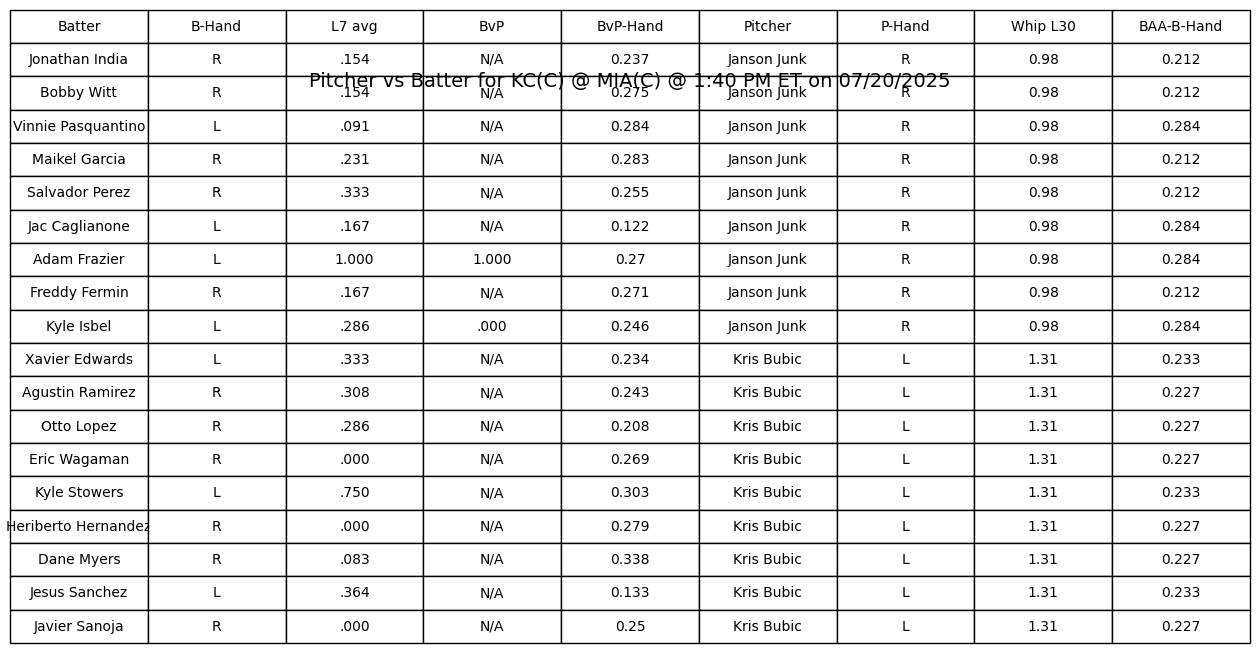 Batter B-Hand L7 avg BvP BvP-Hand Pitcher P-Hand Whip L30 BAA-B-Hand
Jonathan India R .154 N/A 0.237 Janson Junk R 0.98 0.212
Pitcher vs Batter for KC(C) @ MIA(C) @ 1:40 PM ET on 07/20/2025
Bobby Witt R .154 N/A 0.275 Janson Junk R 0.98 0.212
Vinnie Pasquantino L .091 N/A 0.284 Janson Junk R 0.98 0.284
Maikel Garcia R .231 N/A 0.283 Janson Junk R 0.98 0.212
Salvador Perez R .333 N/A 0.255 Janson Junk R 0.98 0.212
Jac Caglianone L .167 N/A 0.122 Janson Junk R 0.98 0.284
Adam Frazier L 1.000 1.000 0.27 Janson Junk R 0.98 0.284
Freddy Fermin R .167 N/A 0.271 Janson Junk R 0.98 0.212
Kyle Isbel L .286 .000 0.246 Janson Junk R 0.98 0.284
Xavier Edwards L .333 N/A 0.234 Kris Bubic L 1.31 0.233
Agustin Ramirez R .308 N/A 0.243 Kris Bubic L 1.31 0.227
Otto Lopez R .286 N/A 0.208 Kris Bubic L 1.31 0.227
Eric Wagaman R .000 N/A 0.269 Kris Bubic L 1.31 0.227
Kyle Stowers L .750 N/A 0.303 Kris Bubic L 1.31 0.233
Heriberto Hernandez R .000 N/A 0.279 Kris Bubic L 1.31 0.227
Dane Myers R .083 N/A 0.338 Kris Bubic L 1.31 0.227
Jesus Sanchez L .364 N/A 0.133 Kris Bubic L 1.31 0.233
Javier Sanoja R .000 N/A 0.25 Kris Bubic L 1.31 0.227